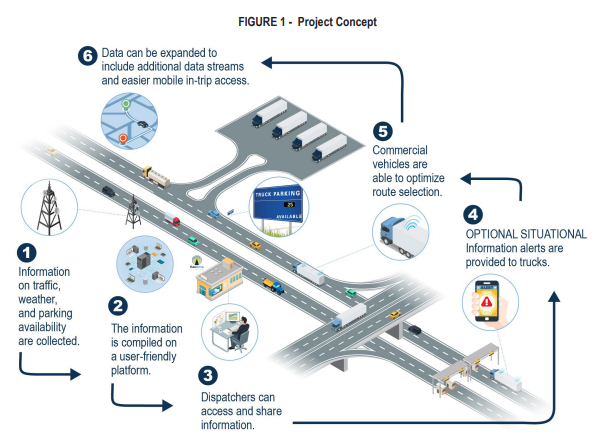 FIGURE 1 - Project Concept
6
Data can be expanded to
include additional data streams
and easier mobile in-trip access.
5
Commercial
vehicles are
able to optimize
route selection.
TRUCK PARKING
25
AVAILABLE
4
OPTIONAL SITUATIONAL
Information alerts are
provided to trucks.
1
Information
on traffic,
weather,
and parking
availability
are collected.
2
The information
is compiled on
a user-friendly
platform.
3
Dispatchers can
access and share
information.